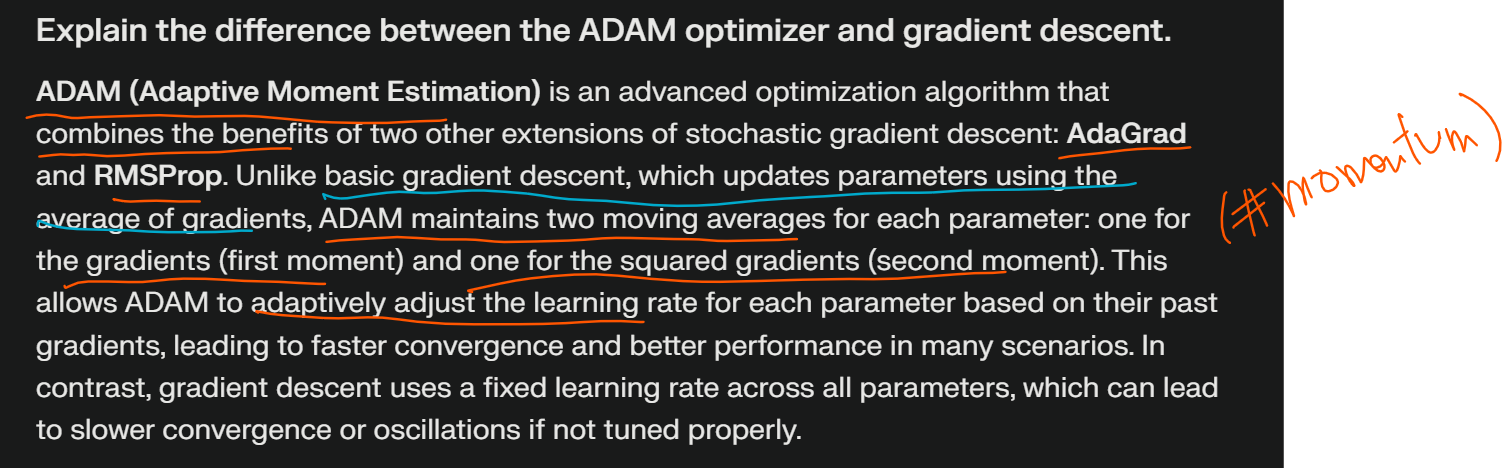 Explain the difference between the ADAM optimizer and gradient descent.
ADAM (Adaptive Moment Estimation) is an advanced optimization algorithm that
combines the benefits of two other extensions of stochastic gradient descent: AdaGrad
and RMSProp. Unlike basic gradient descent, which updates parameters using the
average of gradients, ADAM maintains two moving averages for each parameter: one for
the gradients (first moment) and one for the squared gradients (second moment). This
allows ADAM to adaptively adjust the learning rate for each parameter based on their past
gradients, leading to faster convergence and better performance in many scenarios. In
contrast, gradient descent uses a fixed learning rate across all parameters, which can lead
to slower convergence or oscillations if not tuned properly.
(#momentum)